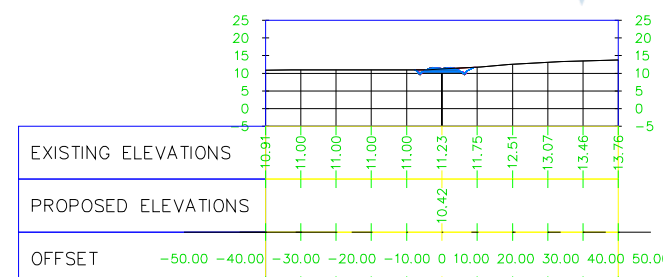 25 25
20 20
15 15
10 10
5 5
0 0
-5 -5
EXISTING ELEVATIONS 10.91 11.00 11.00 11.00 11.00 11.23 11.75 12.51 13.07 13.46 13.76
PROPOSED ELEVATIONS 10.42
OFFSET -50.00 -40.00 -30.00 -20.00 -10.00 0 10.00 20.00 30.00 40.00 50.0